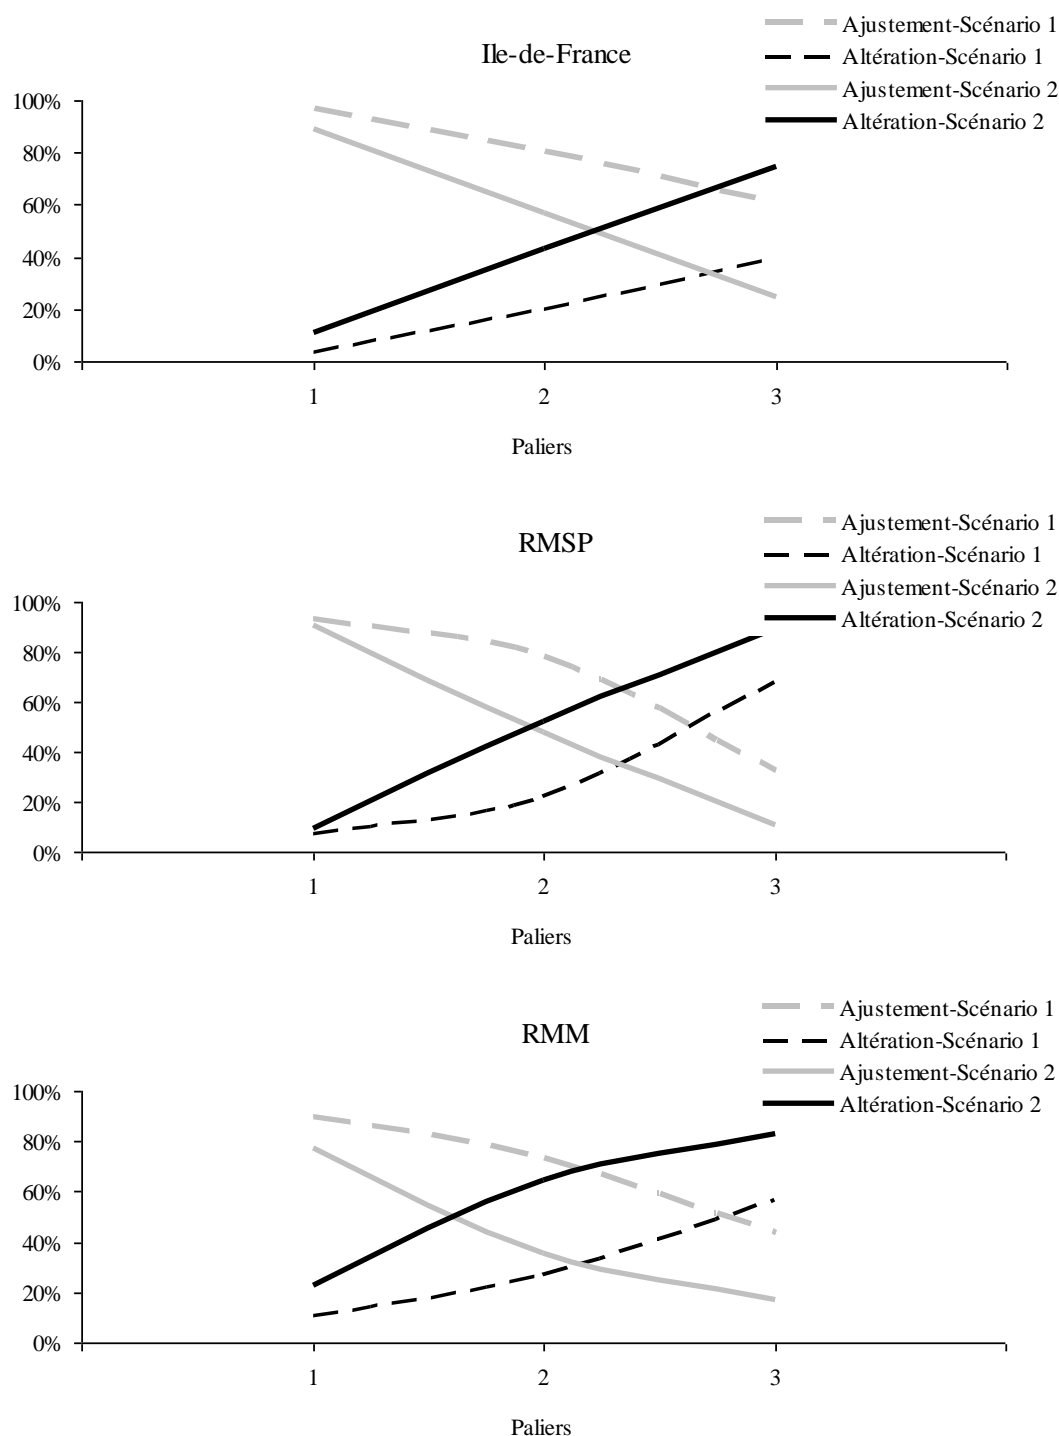 Ile-de-France
Ajustement-Scénario 1
Altération-Scénario 1
Ajustement-Scénario 2
Altération-Scénario 2
100%
80%
60%
40%
20%
0%
1 2 3
Paliers
RMSP
Ajustement-Scénario 1
Altération-Scénario 1
Ajustement-Scénario 2
Altération-Scénario 2
100%
80%
60%
40%
20%
0%
1 2 3
Paliers
RMM
Ajustement-Scénario 1
Altération-Scénario 1
Ajustement-Scénario 2
Altération-Scénario 2
100%
80%
60%
40%
20%
0%
1 2 3
Paliers